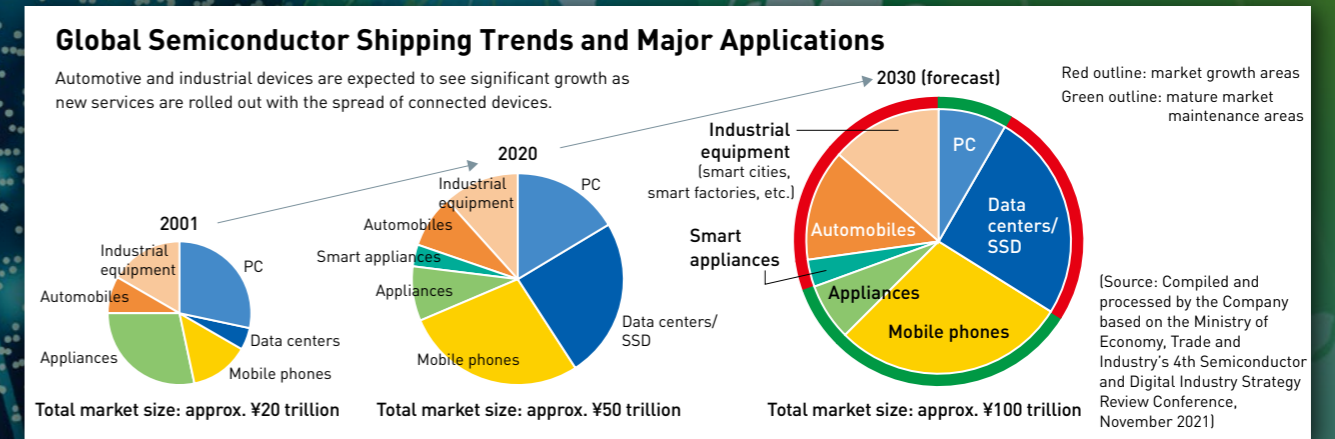 Global Semiconductor Shipping Trends and Major Applications
Automotive and industrial devices are expected to see significant growth as
new services are rolled out with the spread of connected devices.
Red outline: market growth areas
Green outline: mature market
maintenance areas
2001
Industrial
equipment
PC
Automobiles
Appliances
Data centers
Mobile phones
Total market size: approx. ¥20 trillion
2020
Industrial
equipment
PC
Automobiles
Smart appliances
Appliances
Data centers/
SSD
Mobile phones
Total market size: approx. ¥50 trillion
2030 (forecast)
Industrial
equipment
(smart cities,
smart factories, etc.)
PC
Data
centers/
SSD
Automobiles
Smart
appliances
Appliances
Mobile phones
Total market size: approx. ¥100 trillion
(Source: Compiled and
processed by the Company
based on the Ministry of
Economy, Trade and
Industry's 4th Semiconductor
and Digital Industry Strategy
Review Conference,
November 2021)